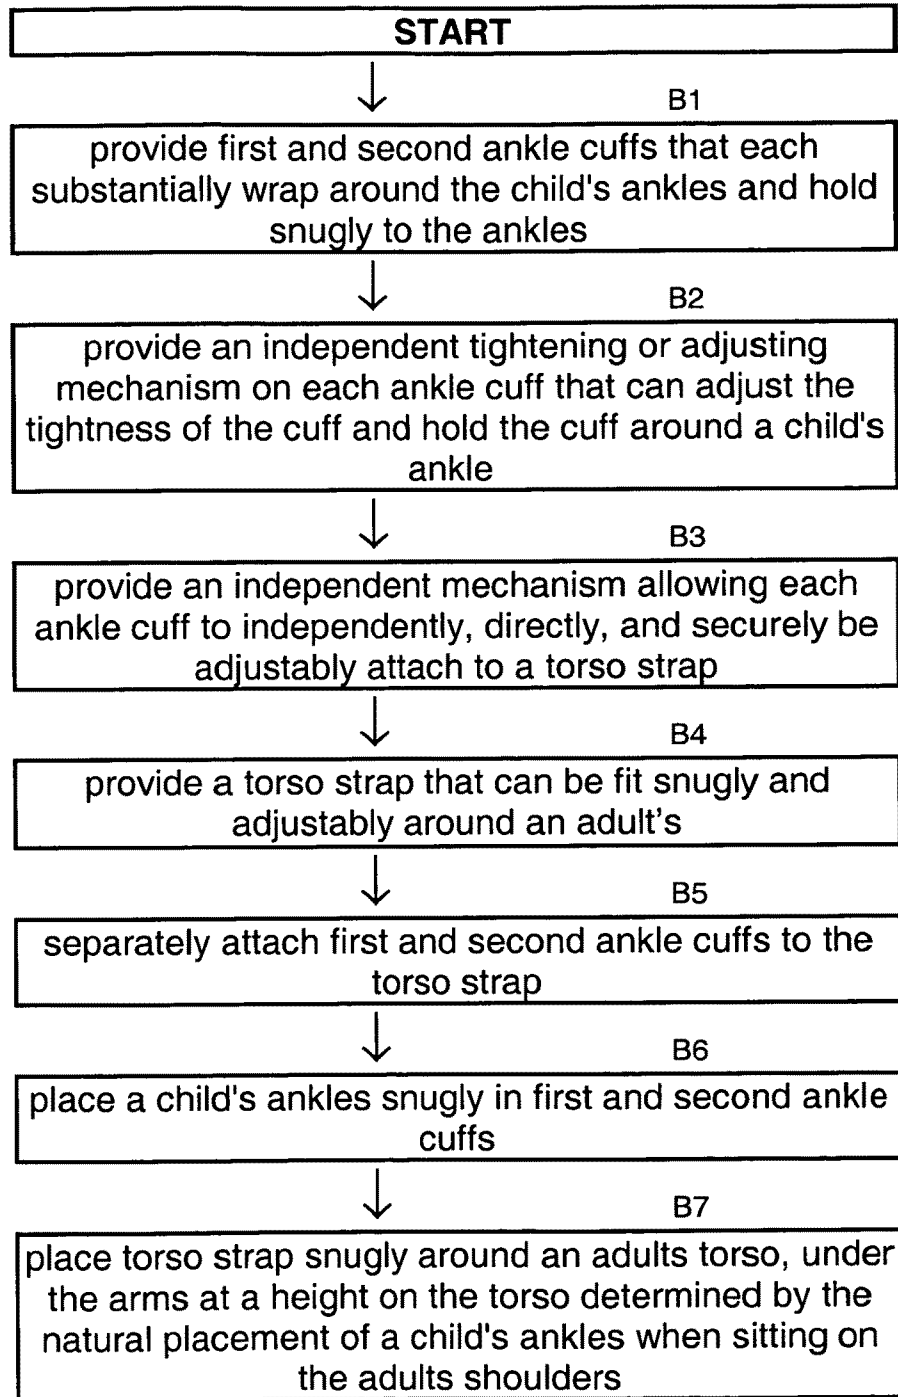 START
B1
provide first and second ankle cuffs that each
substantially wrap around the child's ankles and hold
snugly to the ankles
B2
provide an independent tightening or adjusting
mechanism on each ankle cuff that can adjust the
tightness of the cuff and hold the cuff around a child's
ankle
B3
provide an independent mechanism allowing each
ankle cuff to independently, directly, and securely be
adjustably attach to a torso strap
B4
provide a torso strap that can be fit snugly and
adjustably around an adult's
B5
separately attach first and second ankle cuffs to the
torso strap
B6
place a child's ankles snugly in first and second ankle
cuffs
B7
place torso strap snugly around an adults torso, under
the arms at a height on the torso determined by the
natural placement of a child's ankles when sitting on
the adults shoulders